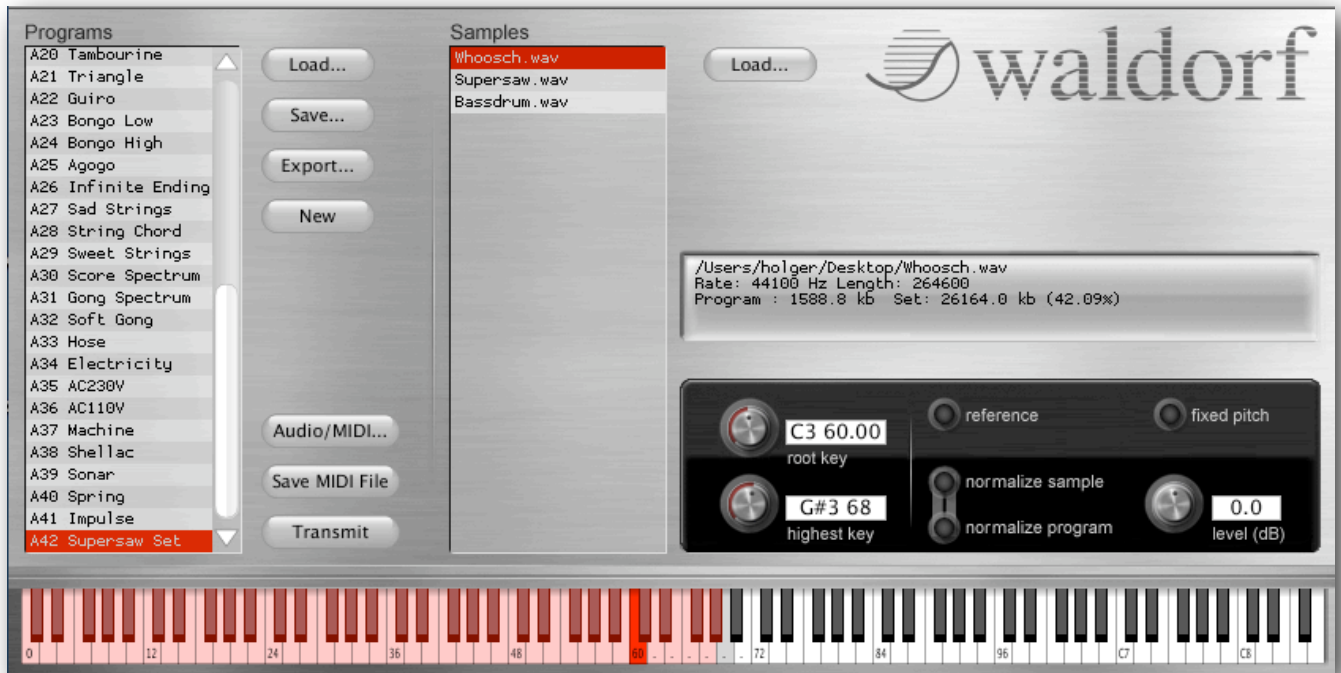 Programs
A20 Tambourine
A21 Triangle
A22 Guiro
A23 Bongo Low
A24 Bongo High
A25 Agogo
A26 Infinite Ending
A27 Sad Strings
A28 String Chord
A29 Sweet Strings
A30 Score Spectrum
A31 Gong Spectrum
A32 Soft Gong
A33 Hose
A34 Electricity
A35 AC230V
A36 AC110V
A37 Machine
A38 Shellac
A39 Sonar
A40 Spring
A41 Impulse
A42 Supersaw Set
Load...
Save...
Export...
New
Audio/MIDI...
Save MIDI File
Transmit
Samples
Whoosch.wav
Supersaw.wav
Bassdrum.wav
Load...
waldorf
/Users/holger/Desktop/Whoosch.wav
Rate: 44100 Hz Length: 264600
Program : 1588.8 kb Set: 26164.0 kb (42.09%)
C3 60.00
root key
G#3 68
highest key
reference
fixed pitch
normalize sample
normalize program
0.0
level (dB)
0 12 24 36 48 60 72 84 96 C7 C8